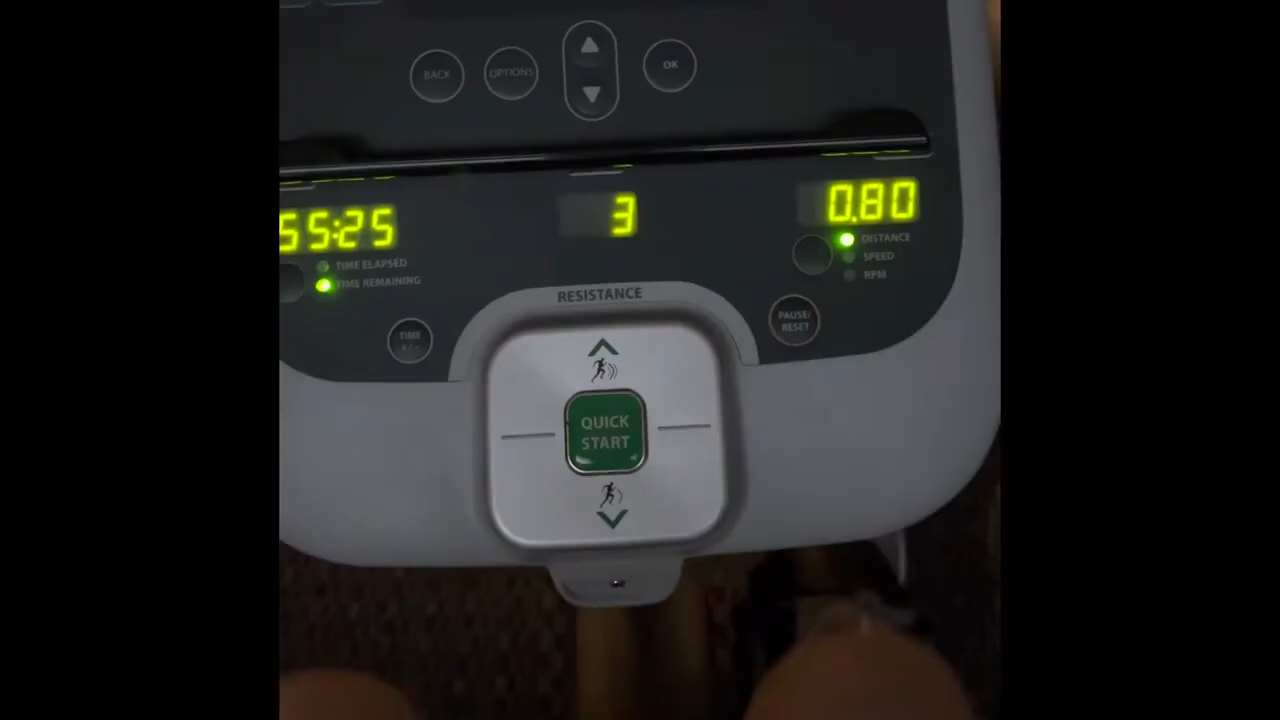 BACK
OPTIONS
OK
55:25
3
0.80
TIME ELAPSED
TIME REMAINING
DISTANCE
SPEED
RPM
RESISTANCE
TIME
+ / -
PAUSE/
RESET
QUICK
START